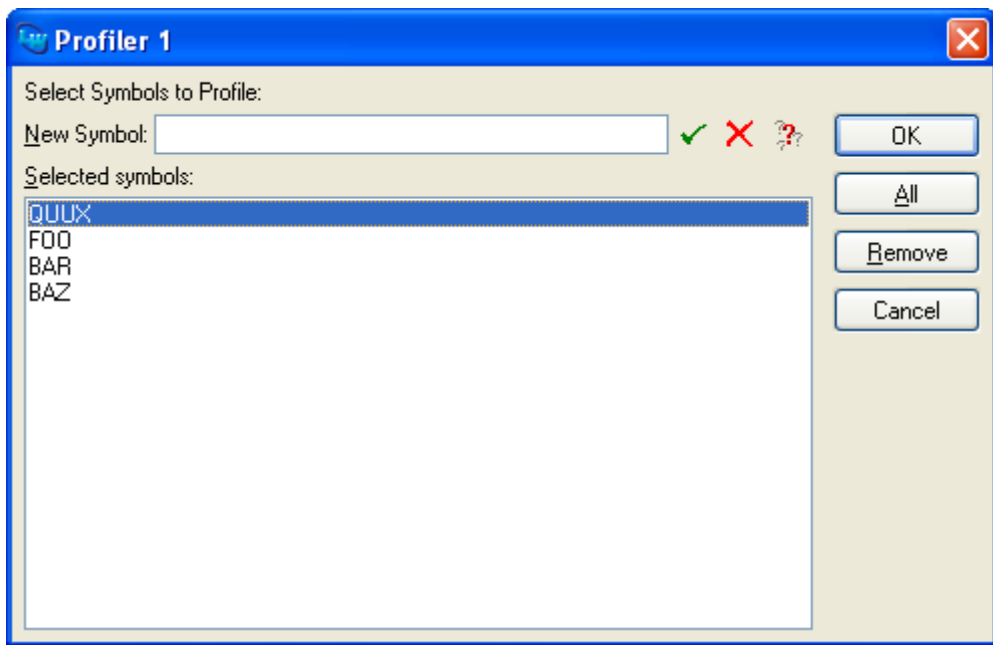 Profiler 1
Select Symbols to Profile:
New Symbol:
OK
Selected symbols:
All
QUUX
FOO
Remove
BAR
BAZ
Cancel